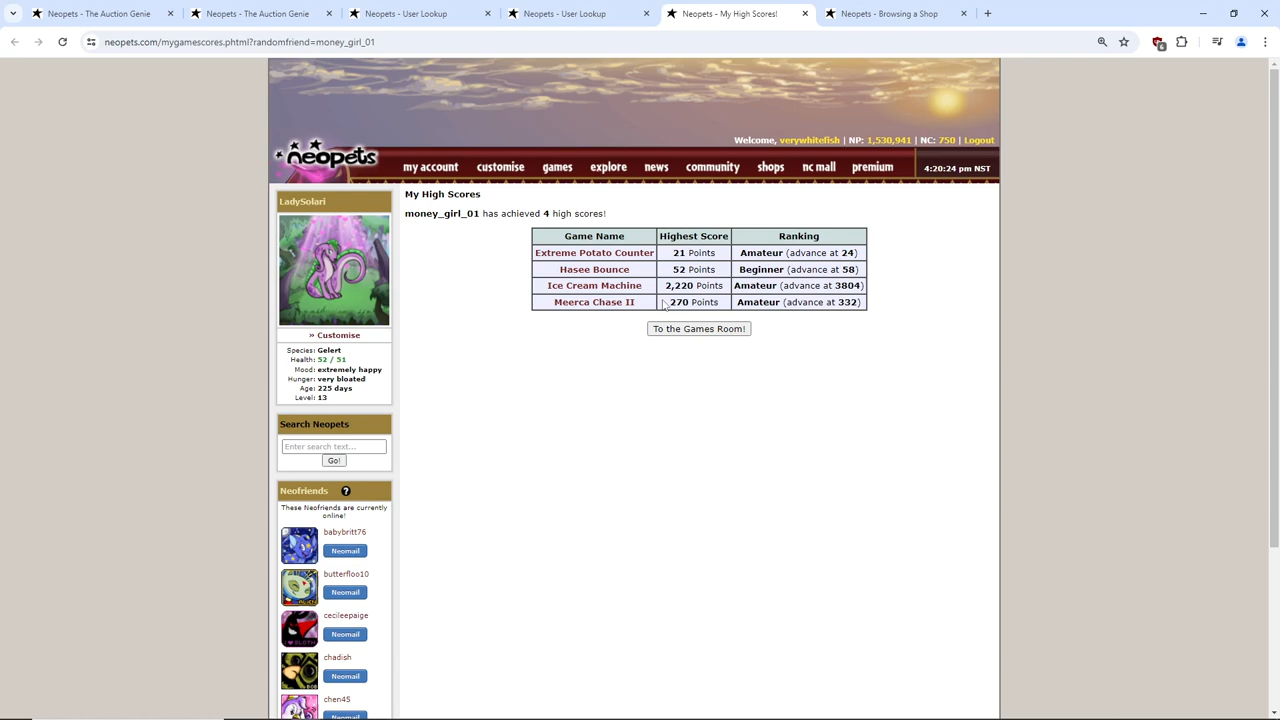 Neopets - The Auction Genie
Neopets - The Auction Genie
Neopets - User Lookup
Neopets - User Lookup
Neopets - My High Scores!
Neopets - Browsing a Shop
neopets.com/mygamescores.phtml?randomfriend=money_girl_01
6
Welcome, verywhitefish | NP: 1,530,941 | NC: 750 | Logout
neopets
my account customise games explore news community shops nc mall premium 4:20:24 pm NST
LadySolari
» Customise
Species: Gelert
Health: 52 / 51
Mood: extremely happy
Hunger: very bloated
Age: 225 days
Level: 13
Search Neopets
Enter search text...
Go!
Neofriends ?
These Neofriends are currently
online!
babybritt76
Neomail
butterfloo10
Neomail
cecileepaige
Neomail
chadish
Neomail
chen45
Neomail
My High Scores
money_girl_01 has achieved 4 high scores!
Game Name Highest Score Ranking
Extreme Potato Counter 21 Points Amateur (advance at 24)
Hasee Bounce 52 Points Beginner (advance at 58)
Ice Cream Machine 2,220 Points Amateur (advance at 3804)
Meerca Chase II 270 Points Amateur (advance at 332)
To the Games Room!